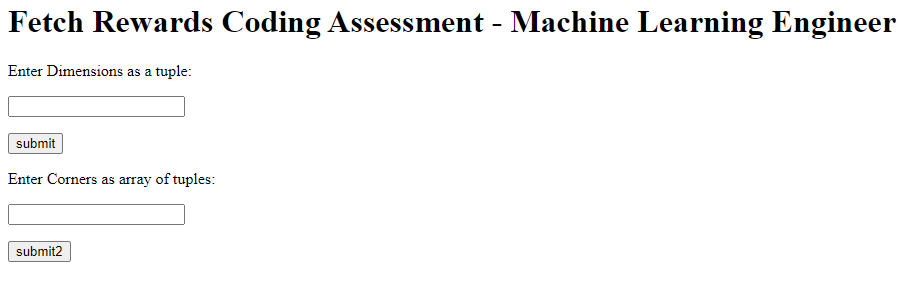 Fetch Rewards Coding Assessment - Machine Learning Engineer
Enter Dimensions as a tuple:
submit
Enter Corners as array of tuples:
submit2